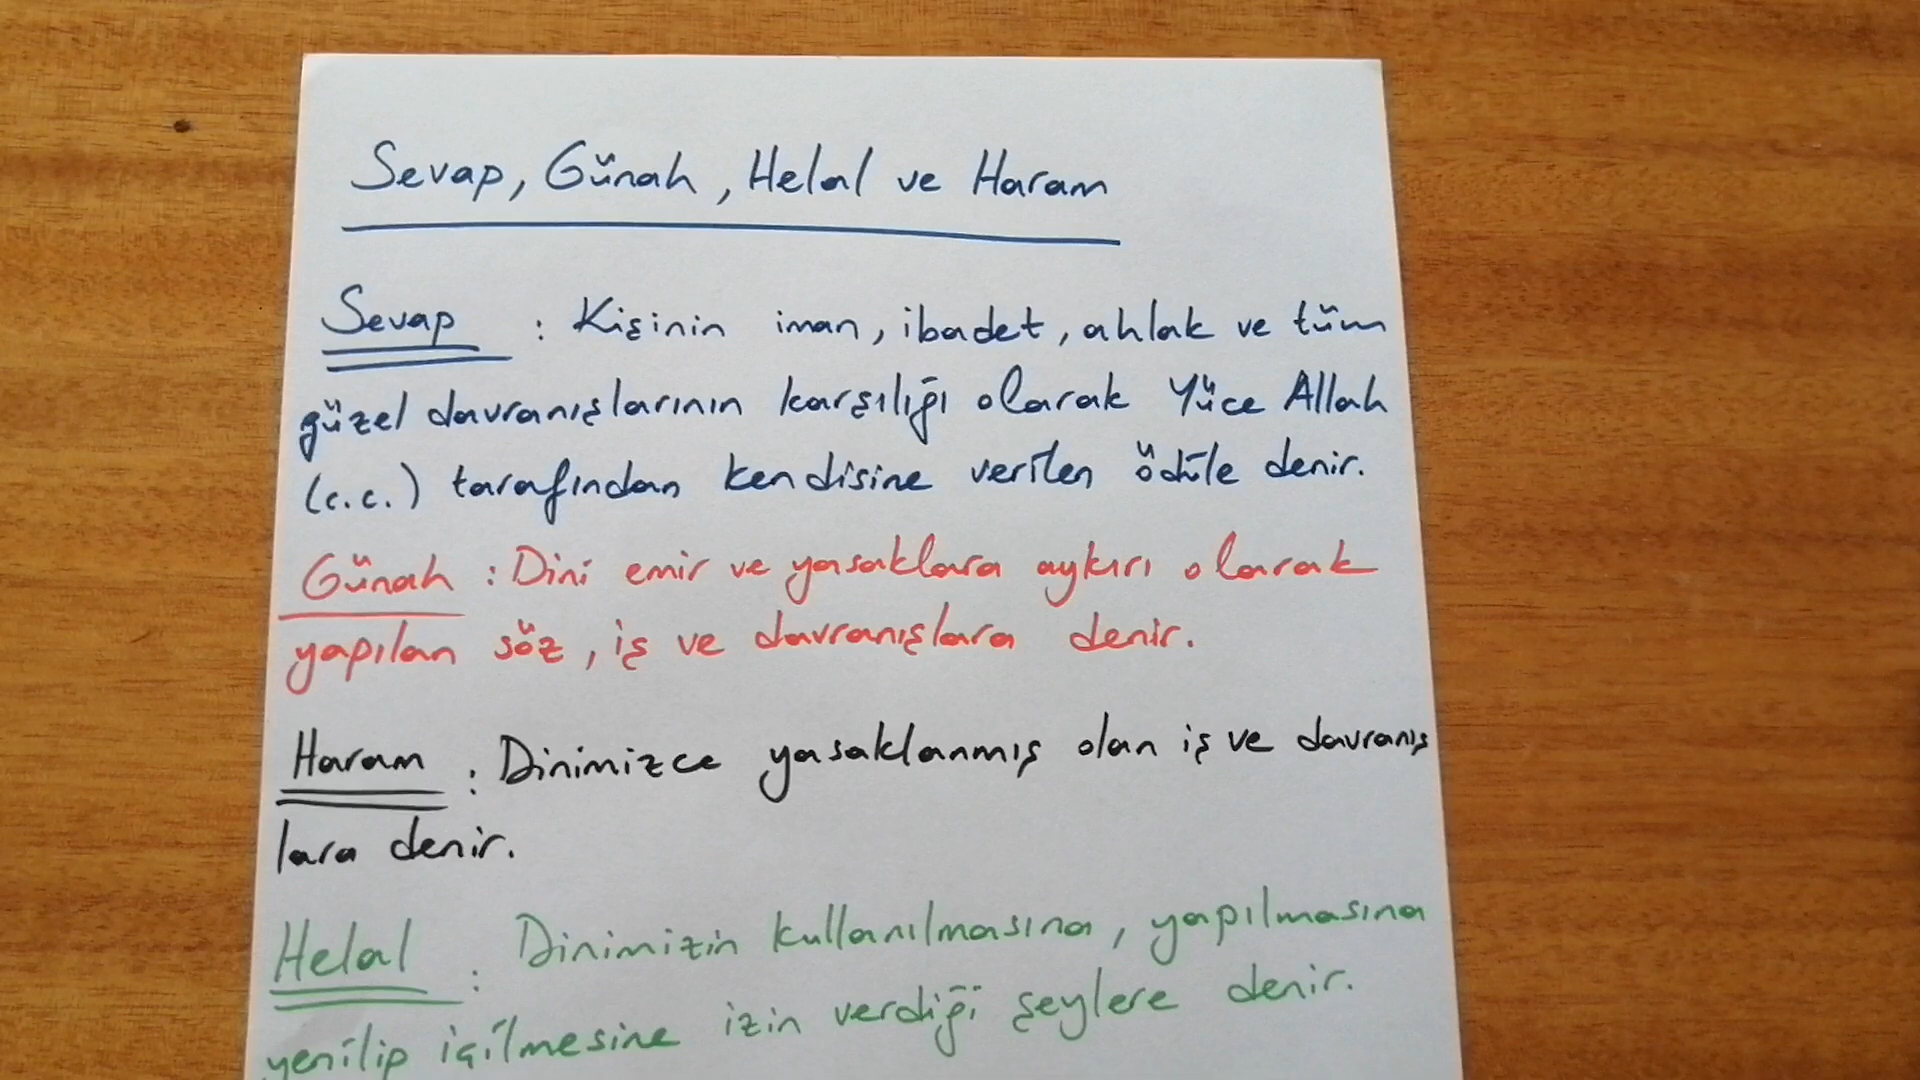 Sevap, Günah, Helal ve Haram
Sevap : Kişinin iman, ibadet, ahlak ve tüm
güzel davranışlarının karşılığı olarak Yüce Allah
(c.c.) tarafından kendisine verilen ödüle denir.
Günah : Dini emir ve yasaklara aykırı olarak
yapılan söz, iş ve davranışlara denir.
Haram : Dinimizce yasaklanmış olan iş ve davranış
lara denir.
Helal : Dinimizin kullanılmasına, yapılmasına
yenilip içilmesine izin verdiği şeylere denir.